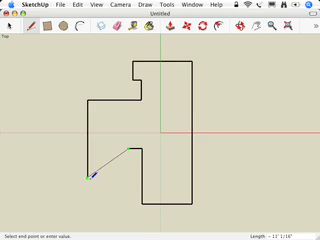 SketchUp File Edit View Camera Draw Tools Window Help
Untitled
Top
Select end point or enter value.
Length ~ 11' 1/16"